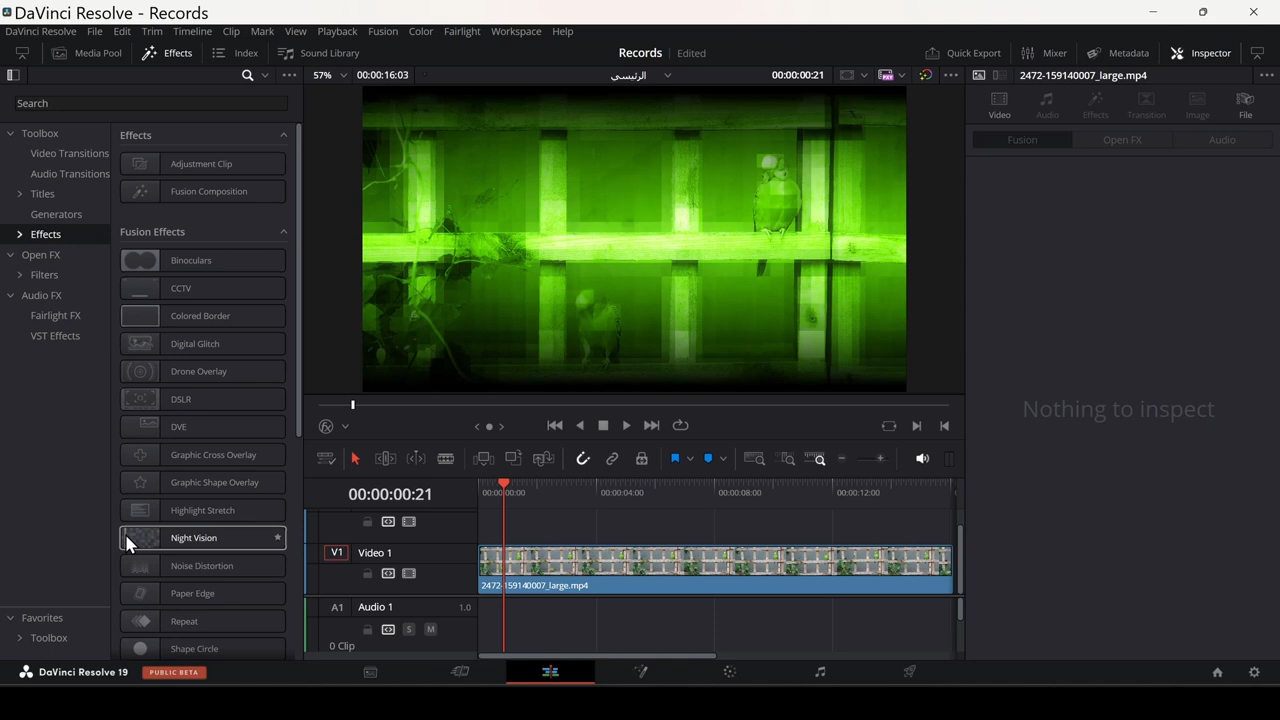 DaVinci Resolve - Records
DaVinci Resolve File Edit Trim Timeline Clip Mark View Playback Fusion Color Fairlight Workspace Help
Media Pool Effects Index Sound Library Records Edited Quick Export Mixer Metadata Inspector
57% 00:00:16:03 الرئيسي 00:00:00:21 2472-159140007_large.mp4
Search
Video Audio Effects Transition Image File
Fusion Open FX Audio
Toolbox
Video Transitions
Audio Transitions
Titles
Generators
Effects
Open FX
Filters
Audio FX
Fairlight FX
VST Effects
Favorites
Toolbox
Effects
Adjustment Clip
Fusion Composition
Fusion Effects
Binoculars
CCTV
Colored Border
Digital Glitch
Drone Overlay
DSLR
DVE
Graphic Cross Overlay
Graphic Shape Overlay
Highlight Stretch
Night Vision
Noise Distortion
Paper Edge
Repeat
Shape Circle
Nothing to inspect
00:00:00:21
00:00:00:00 00:00:04:00 00:00:08:00 00:00:12:00
V1 Video 1
2472-159140007_large.mp4
A1 Audio 1 1.0
S M
0 Clip
DaVinci Resolve 19 PUBLIC BETA